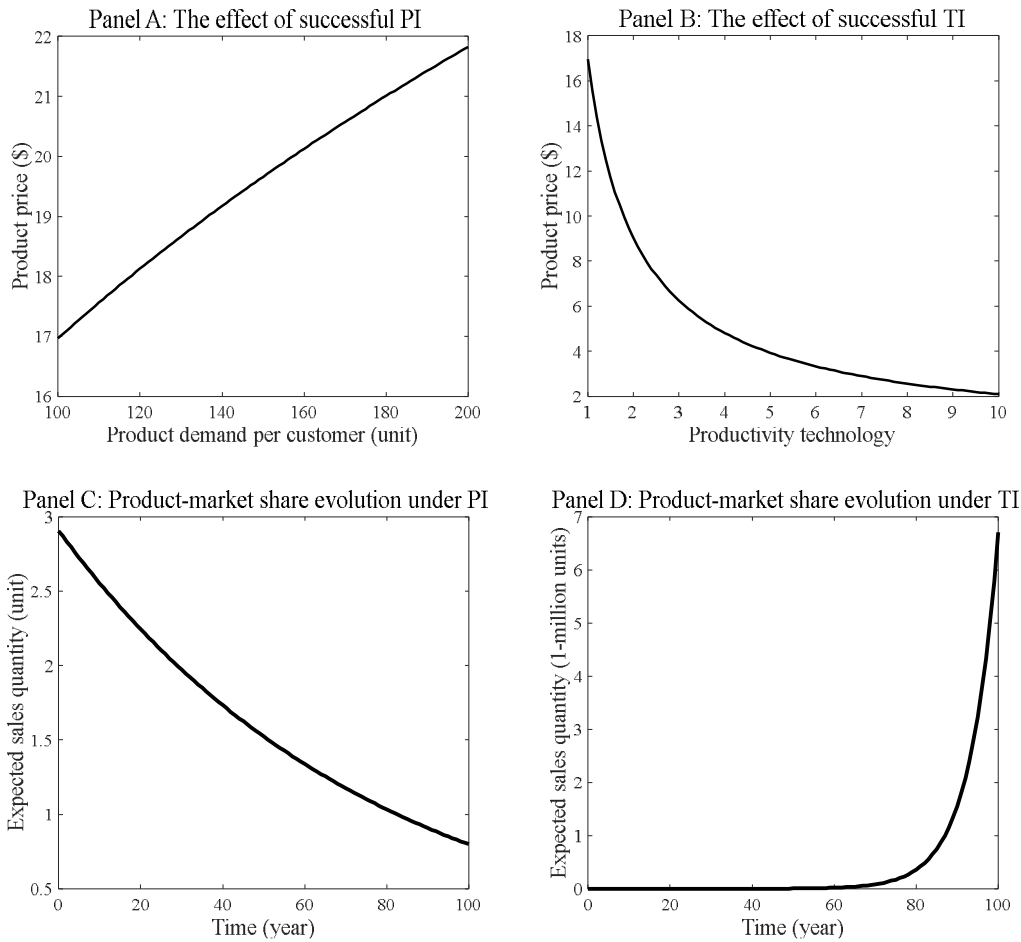 Panel A: The effect of successful PI
22
21
20
19
18
17
16
Product price ($)
100 120 140 160 180 200
Product demand per customer (unit)
Panel B: The effect of successful TI
18
16
14
12
10
8
6
4
2
Product price ($)
1 2 3 4 5 6 7 8 9 10
Productivity technology
Panel C: Product-market share evolution under PI
3
2.5
2
1.5
1
0.5
Expected sales quantity (unit)
0 20 40 60 80 100
Time (year)
Panel D: Product-market share evolution under TI
7
6
5
4
3
2
1
0
Expected sales quantity (1-million units)
0 20 40 60 80 100
Time (year)